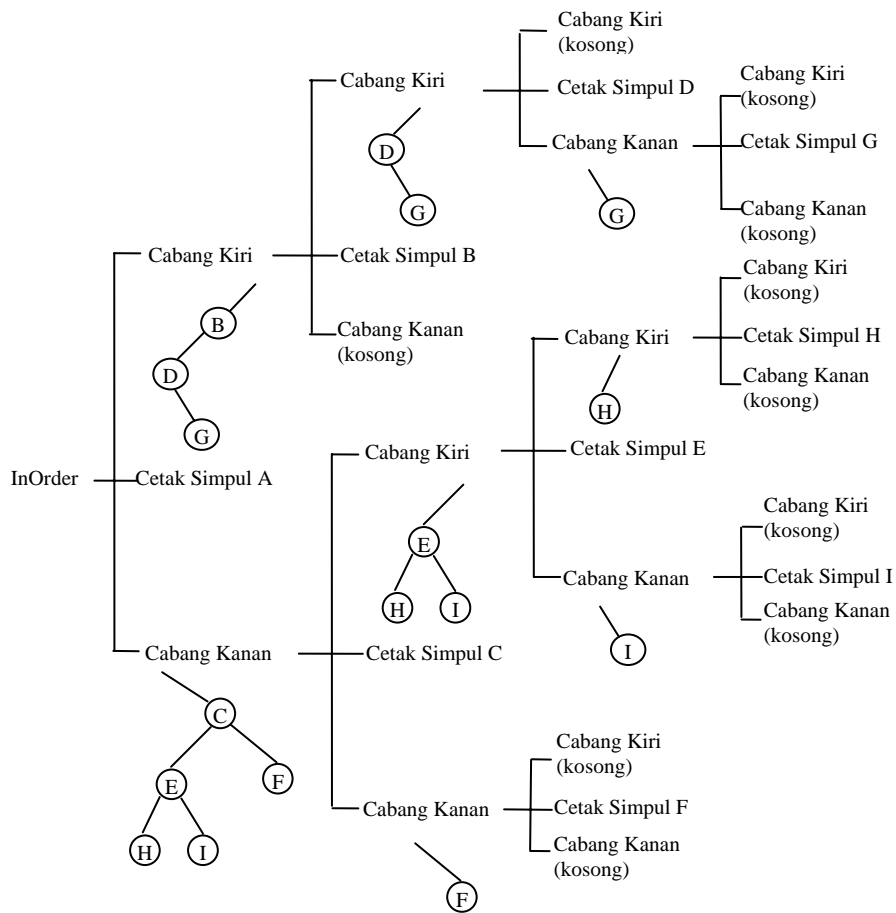 Cabang Kiri
(kosong)
Cabang Kiri
Cetak Simpul D
Cabang Kiri
(kosong)
D
Cabang Kanan
Cetak Simpul G
G
G
Cabang Kanan
(kosong)
Cabang Kiri
Cetak Simpul B
Cabang Kiri
(kosong)
B
Cabang Kanan
(kosong)
Cabang Kiri
Cetak Simpul H
D
Cabang Kanan
(kosong)
H
G
Cabang Kiri
Cetak Simpul E
InOrder
Cetak Simpul A
Cabang Kiri
(kosong)
E
Cabang Kanan
Cetak Simpul I
H
I
Cabang Kanan
(kosong)
Cabang Kanan
Cetak Simpul C
I
C
Cabang Kiri
(kosong)
E
F
Cabang Kanan
Cetak Simpul F
H
I
Cabang Kanan
(kosong)
F